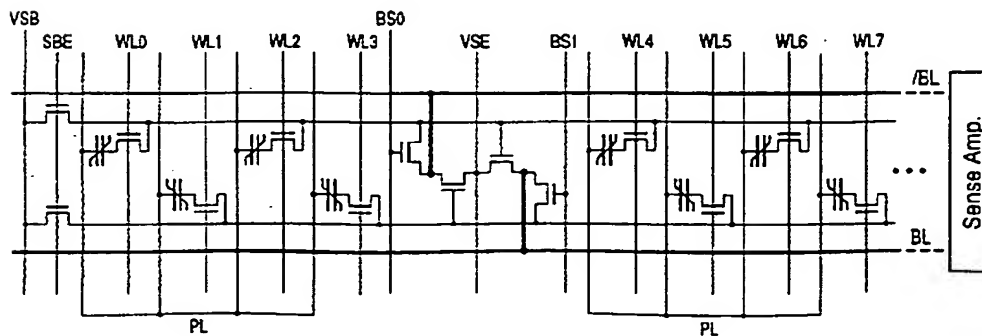 VSB BS0
SBE WL0 WL1 WL2 WL3 VSE BS1 WL4 WL5 WL6 WL7
/BL
Sense Amp.
BL
PL PL